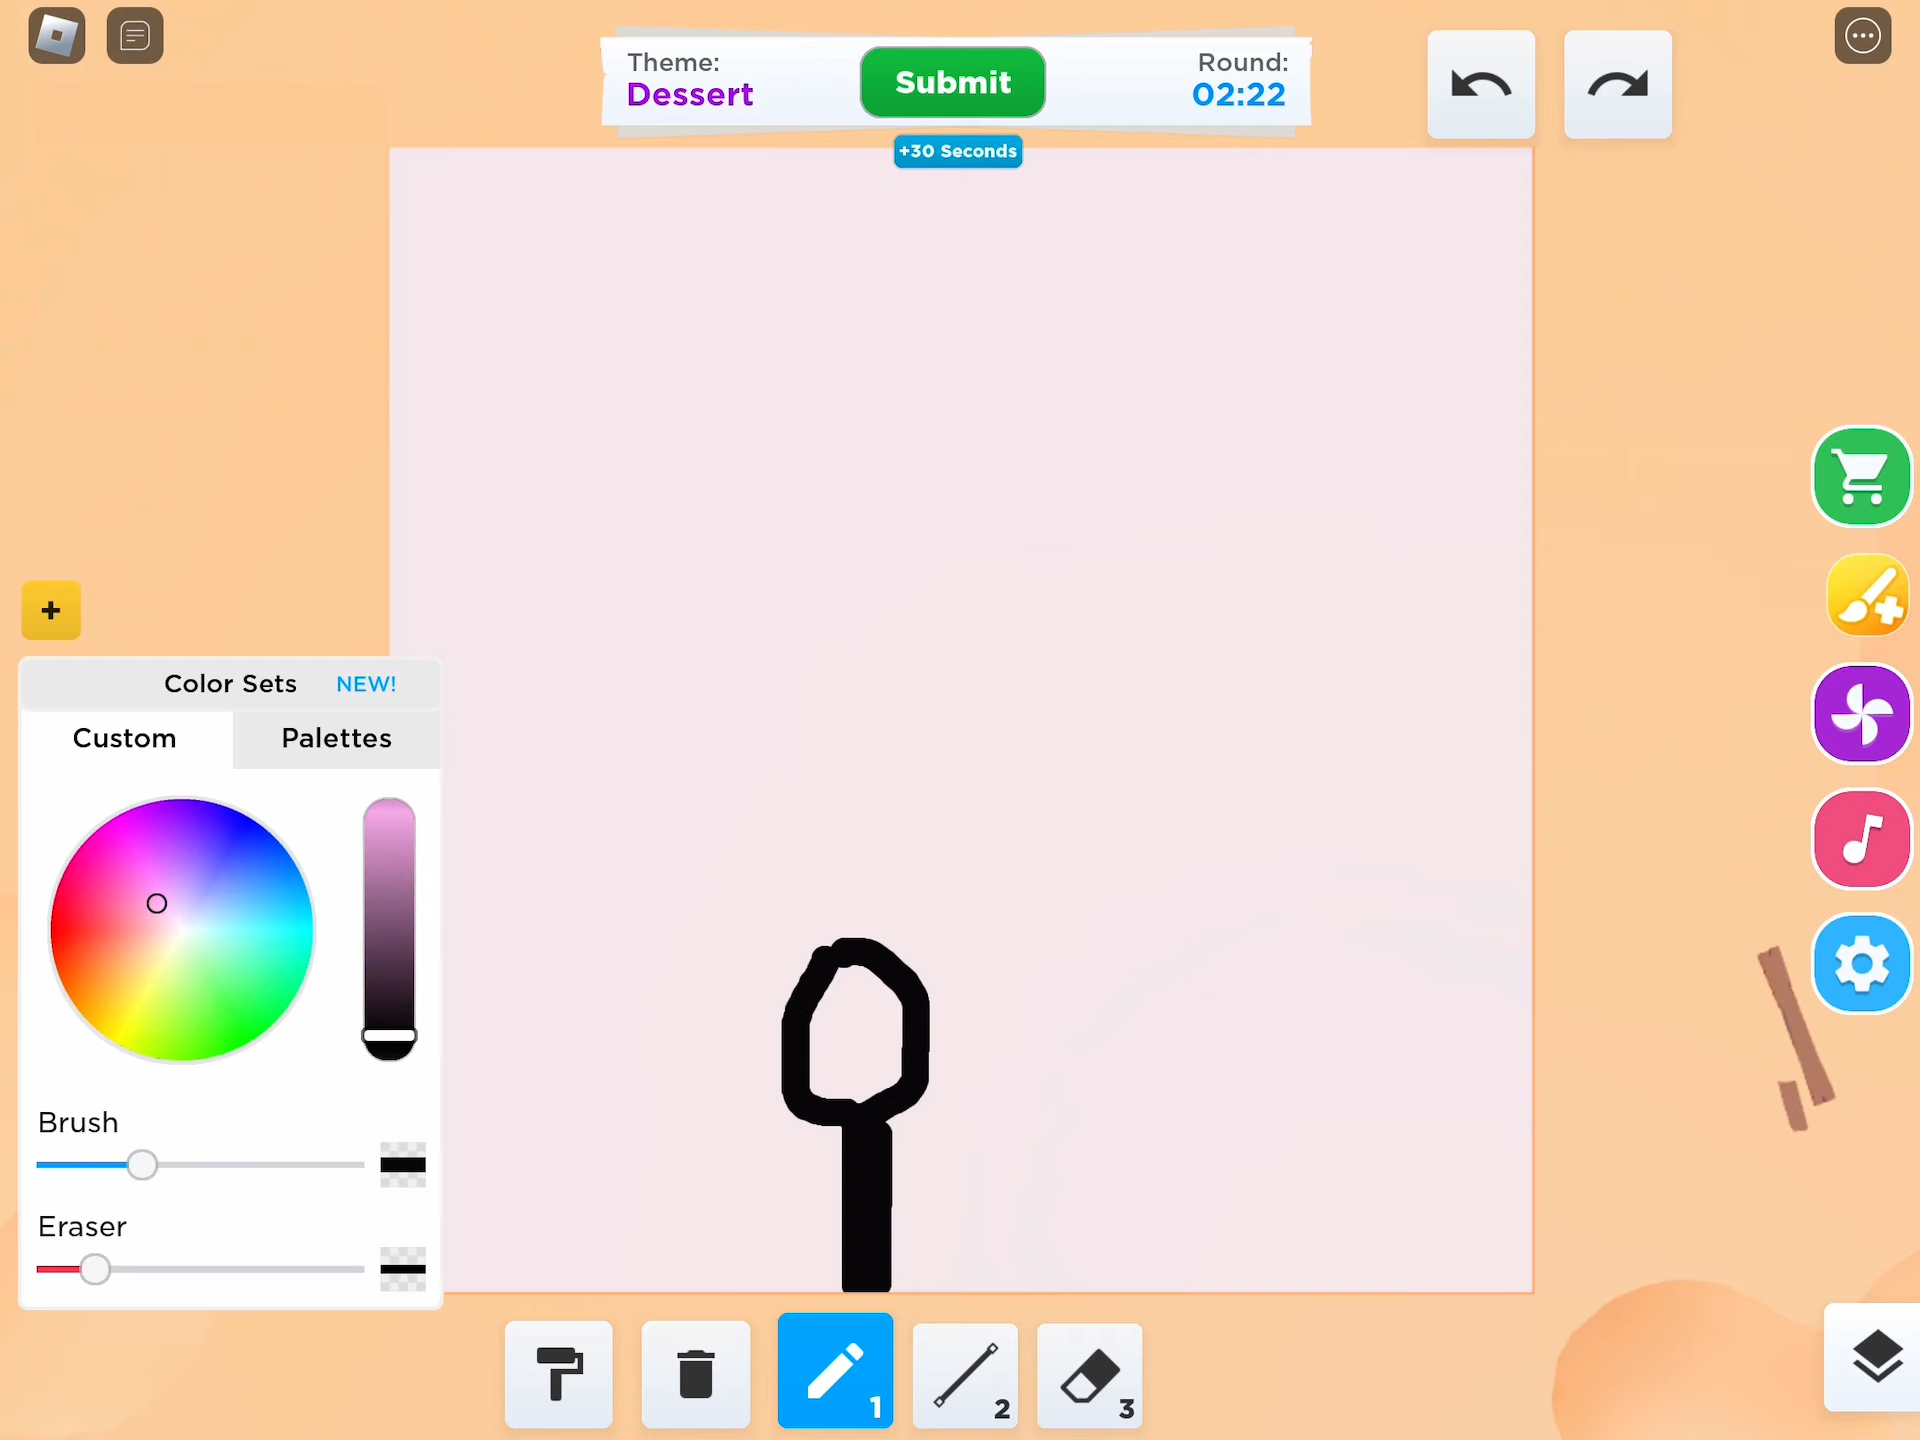 Theme:
Dessert
Submit
Round:
02:22
+30 Seconds
+
Color Sets NEW!
Custom Palettes
Brush
Eraser
1
2
3